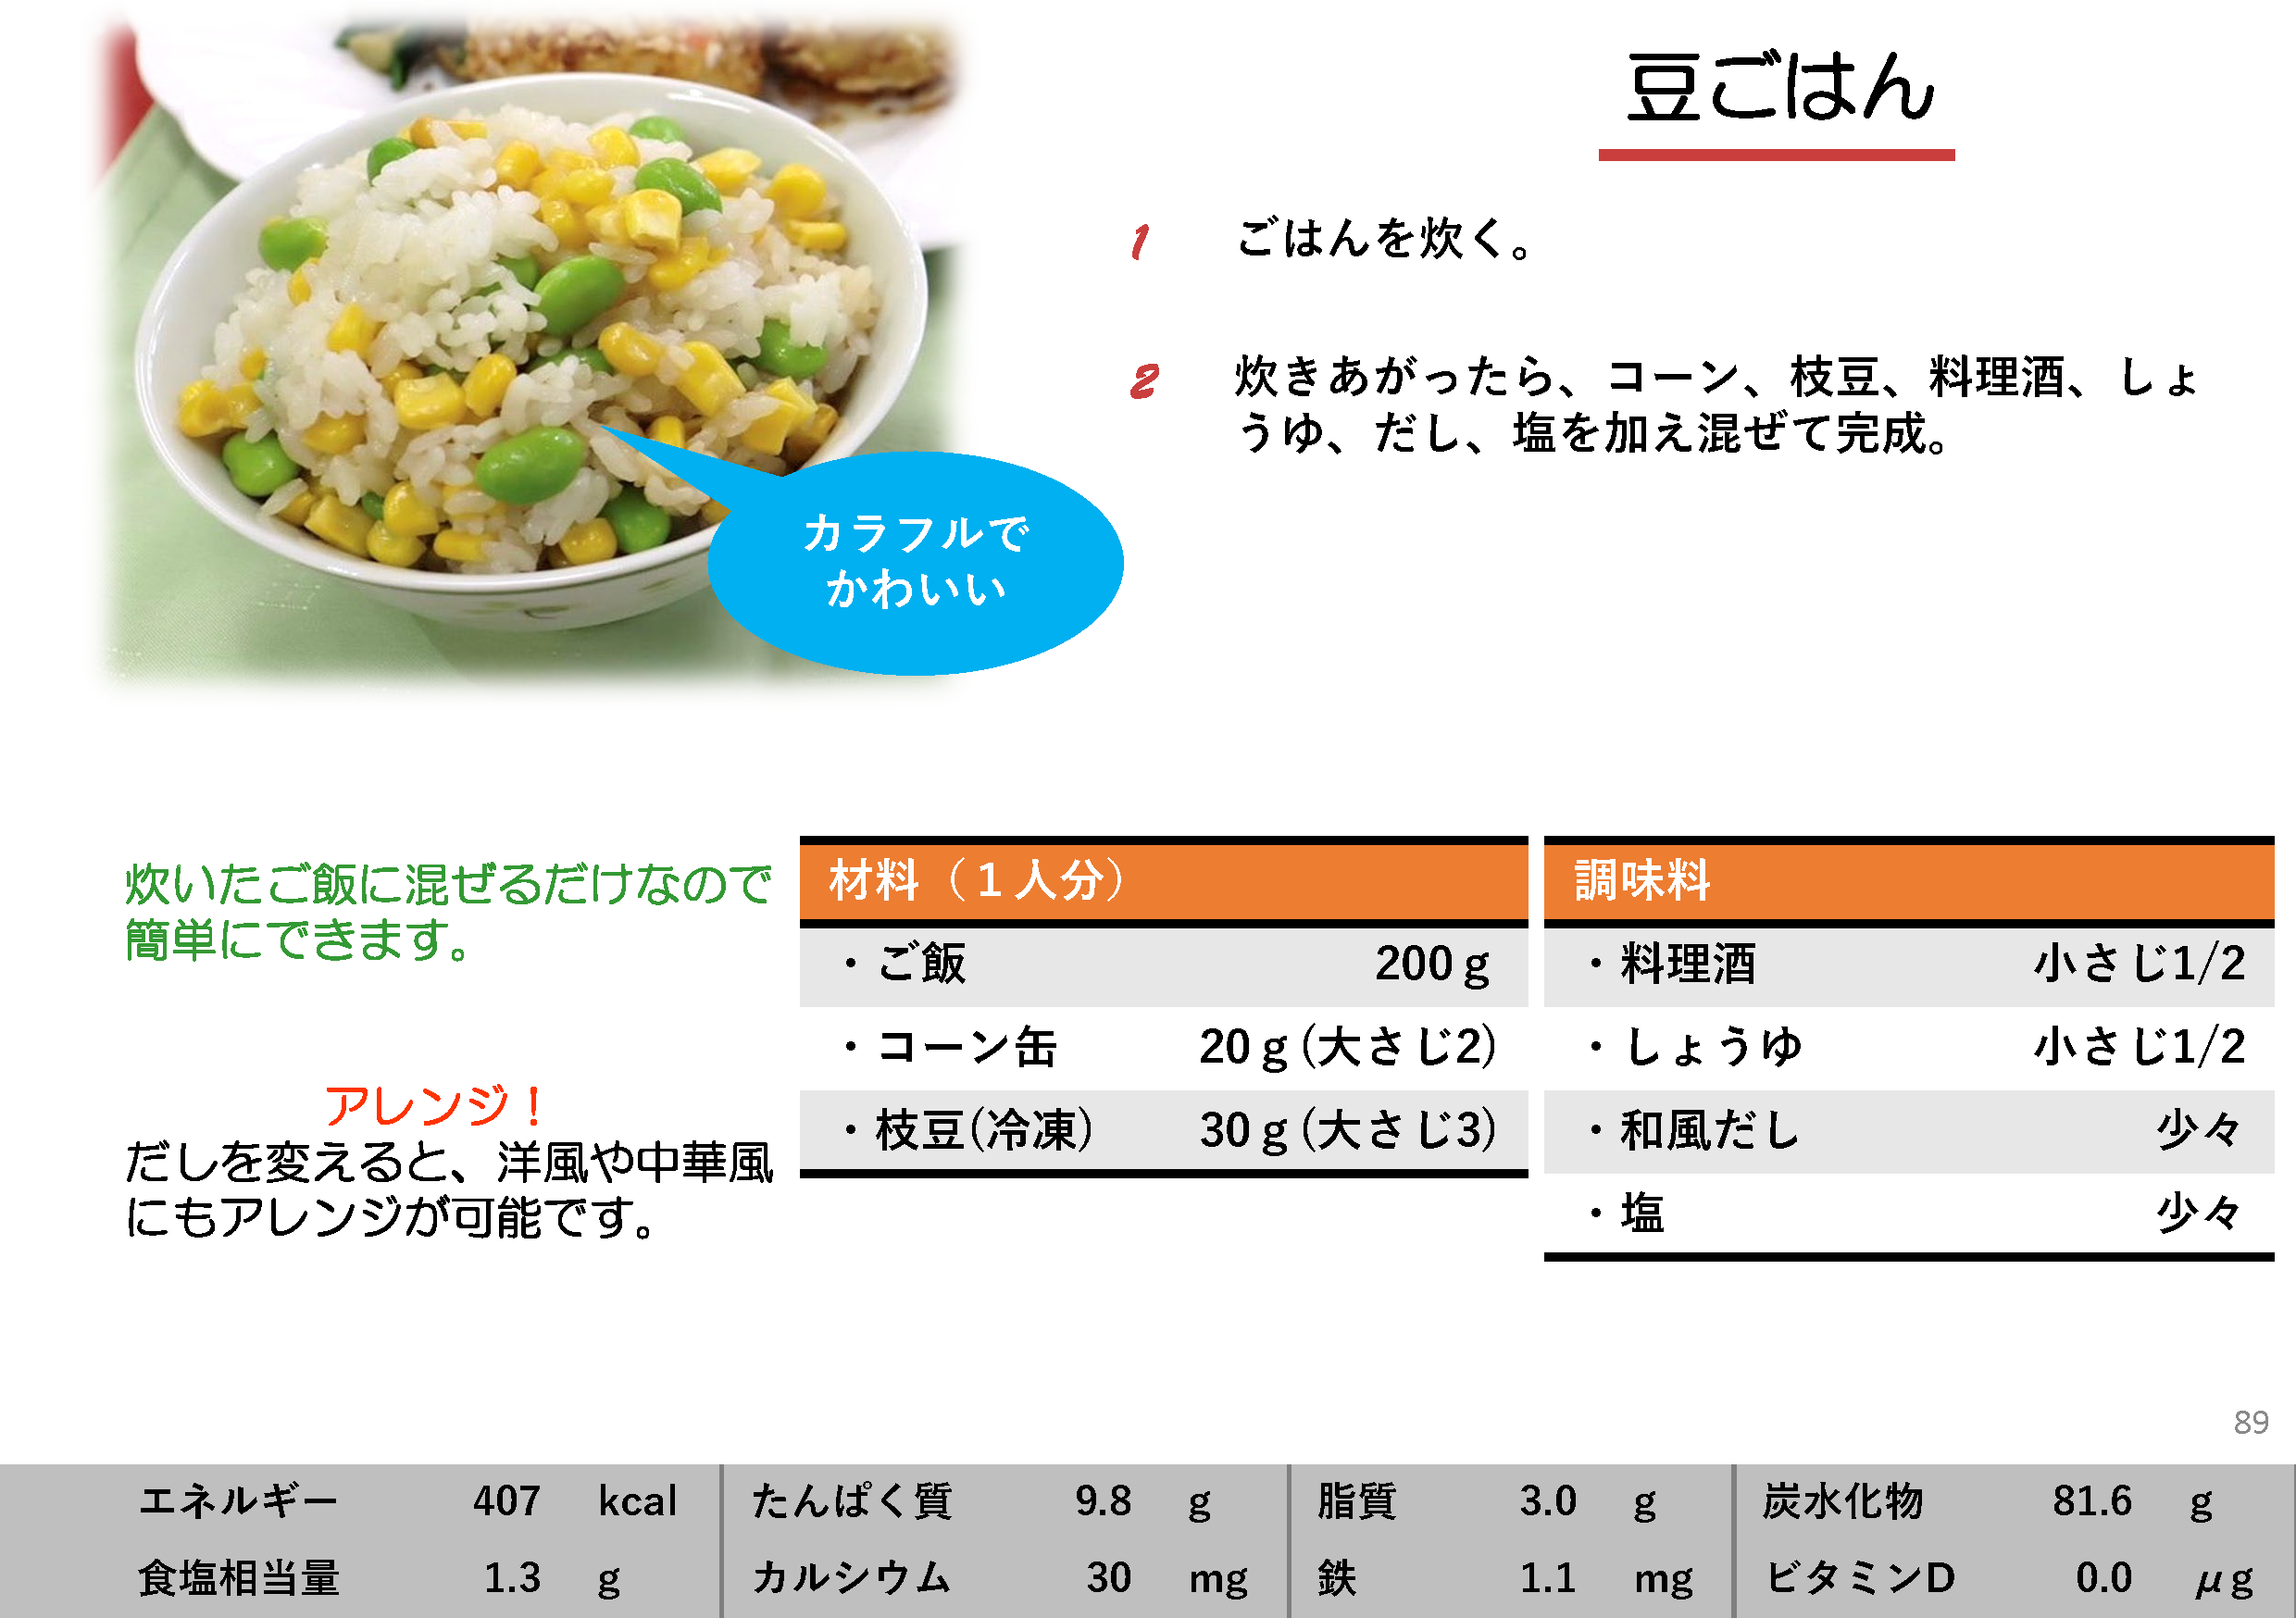 豆ごはん
1 ごはんを炊く。
2 炊きあがったら、コーン、枝豆、料理酒、しょ
うゆ、だし、塩を加え混ぜて完成。
カラフルで
かわいい
炊いたご飯に混ぜるだけなので
簡単にできます。
アレンジ！
だしを変えると、洋風や中華風
にもアレンジが可能です。
材料（１人分）
・ご飯 200ｇ
・コーン缶 20ｇ(大さじ2)
・枝豆(冷凍) 30ｇ(大さじ3)
調味料
・料理酒 小さじ1/2
・しょうゆ 小さじ1/2
・和風だし 少々
・塩 少々
89
エネルギー 407 kcal たんぱく質 9.8 g 脂質 3.0 g 炭水化物 81.6 g
食塩相当量 1.3 g カルシウム 30 mg 鉄 1.1 mg ビタミンD 0.0 μg